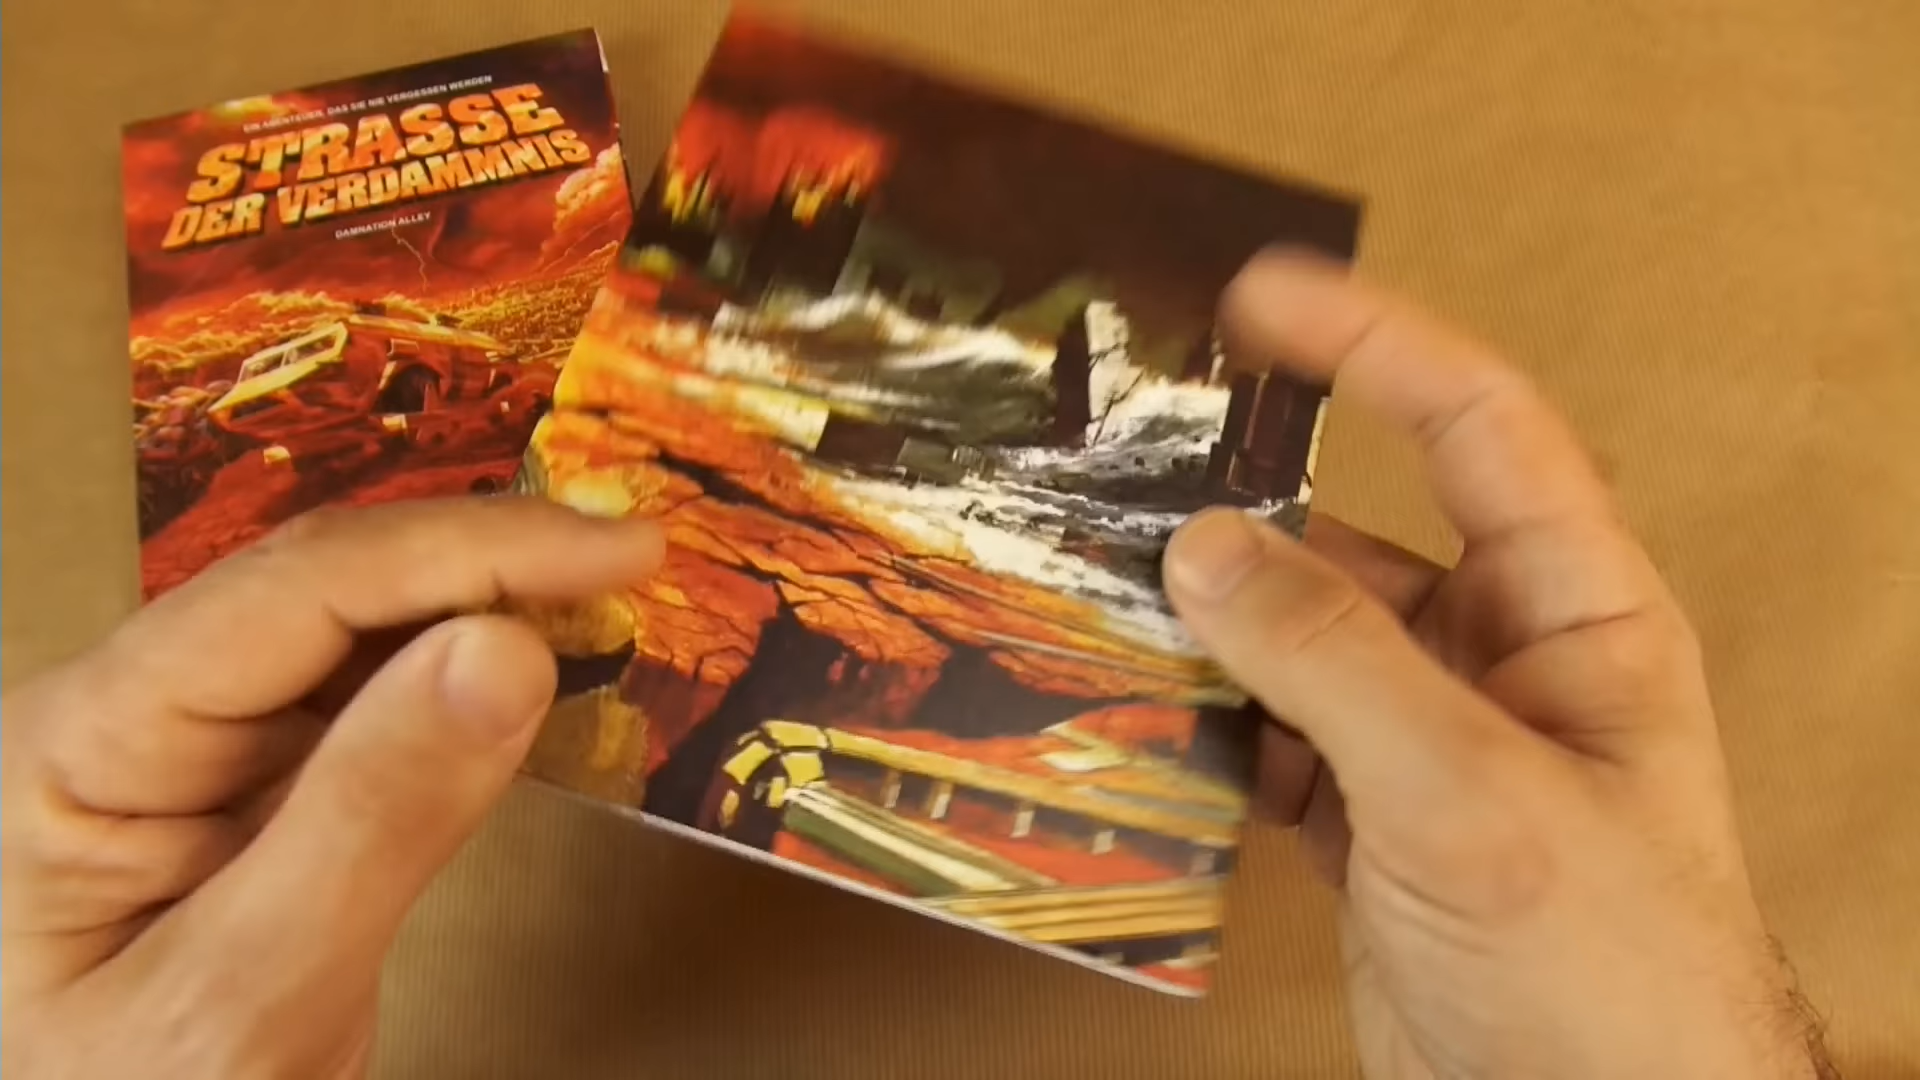 EIN ABENTEUER, DAS SIE NIE VERGESSEN WERDEN
STRASSE
DER VERDAMMNIS
DAMNATION ALLEY